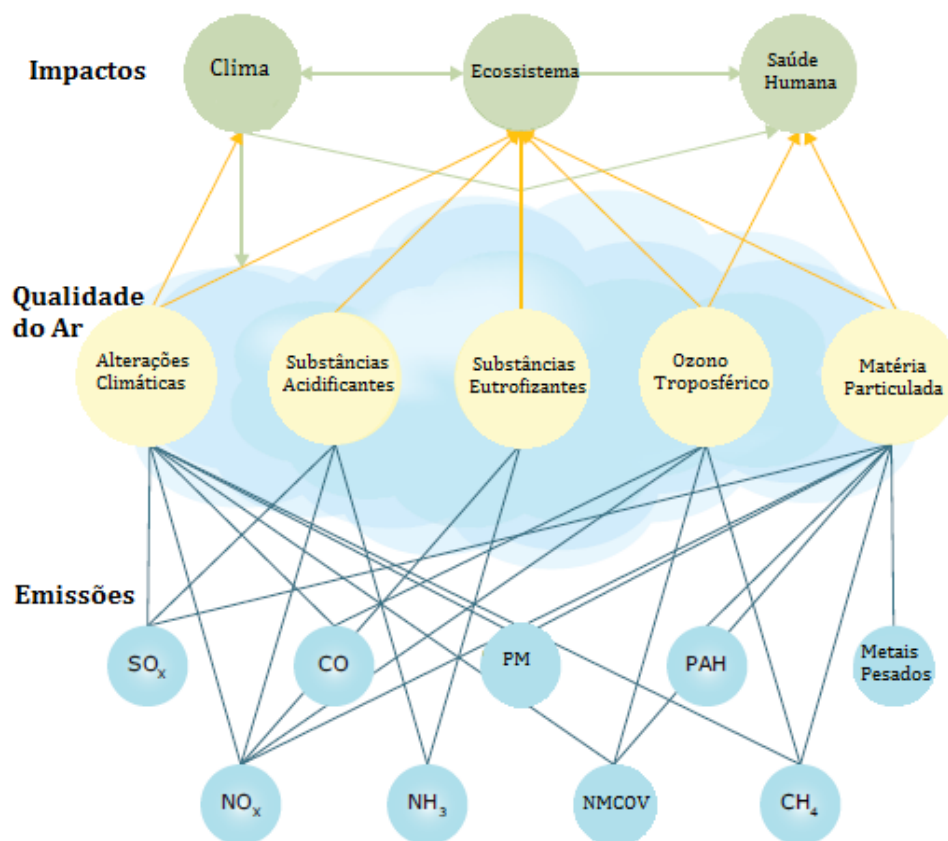 Impactos
Clima
Ecossistema
Saúde
Humana
Qualidade
do Ar
Alterações
Climáticas
Substâncias
Acidificantes
Substâncias
Eutrofizantes
Ozono
Troposférico
Matéria
Particulada
Emissões
SOx
CO
PM
PAH
Metais
Pesados
NOx
NH3
NMCOV
CH4